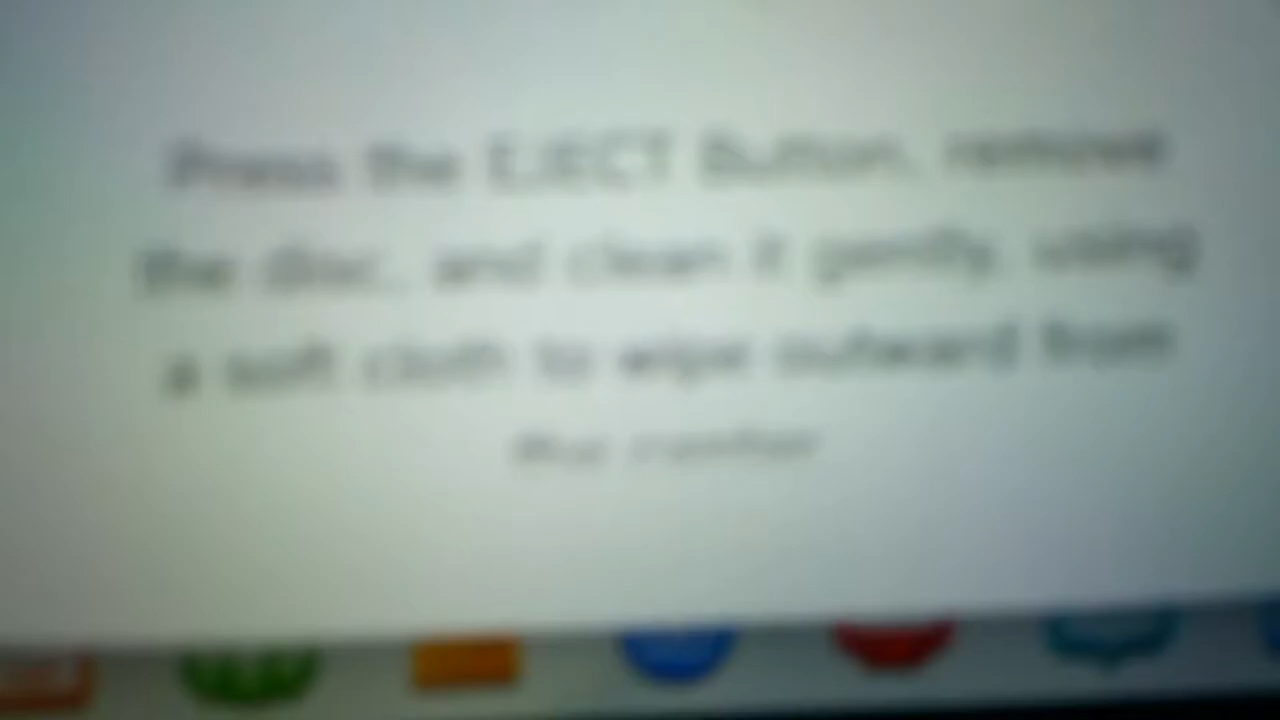 Press the EJECT Button, remove
the disc, and clean it gently, using
a soft cloth to wipe outward from
the center